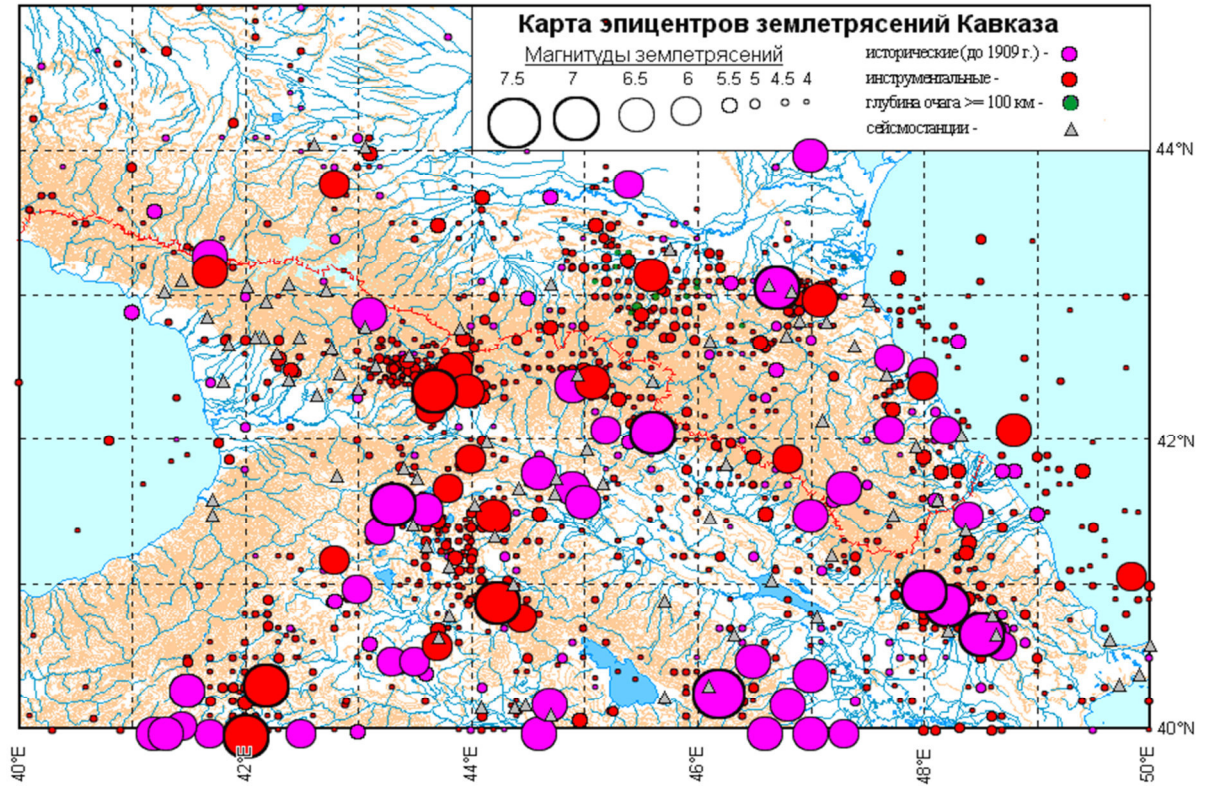 Карта эпицентров землетрясений Кавказа
Магнитуды землетрясений
7.5 7 6.5 6 5.5 5 4.5 4
исторические (до 1909 г.) -
инструментальные -
глубина очага >= 100 км -
сейсмостанции -
44°N
42°N
40°N
40°E 42°E 44°E 46°E 48°E 50°E